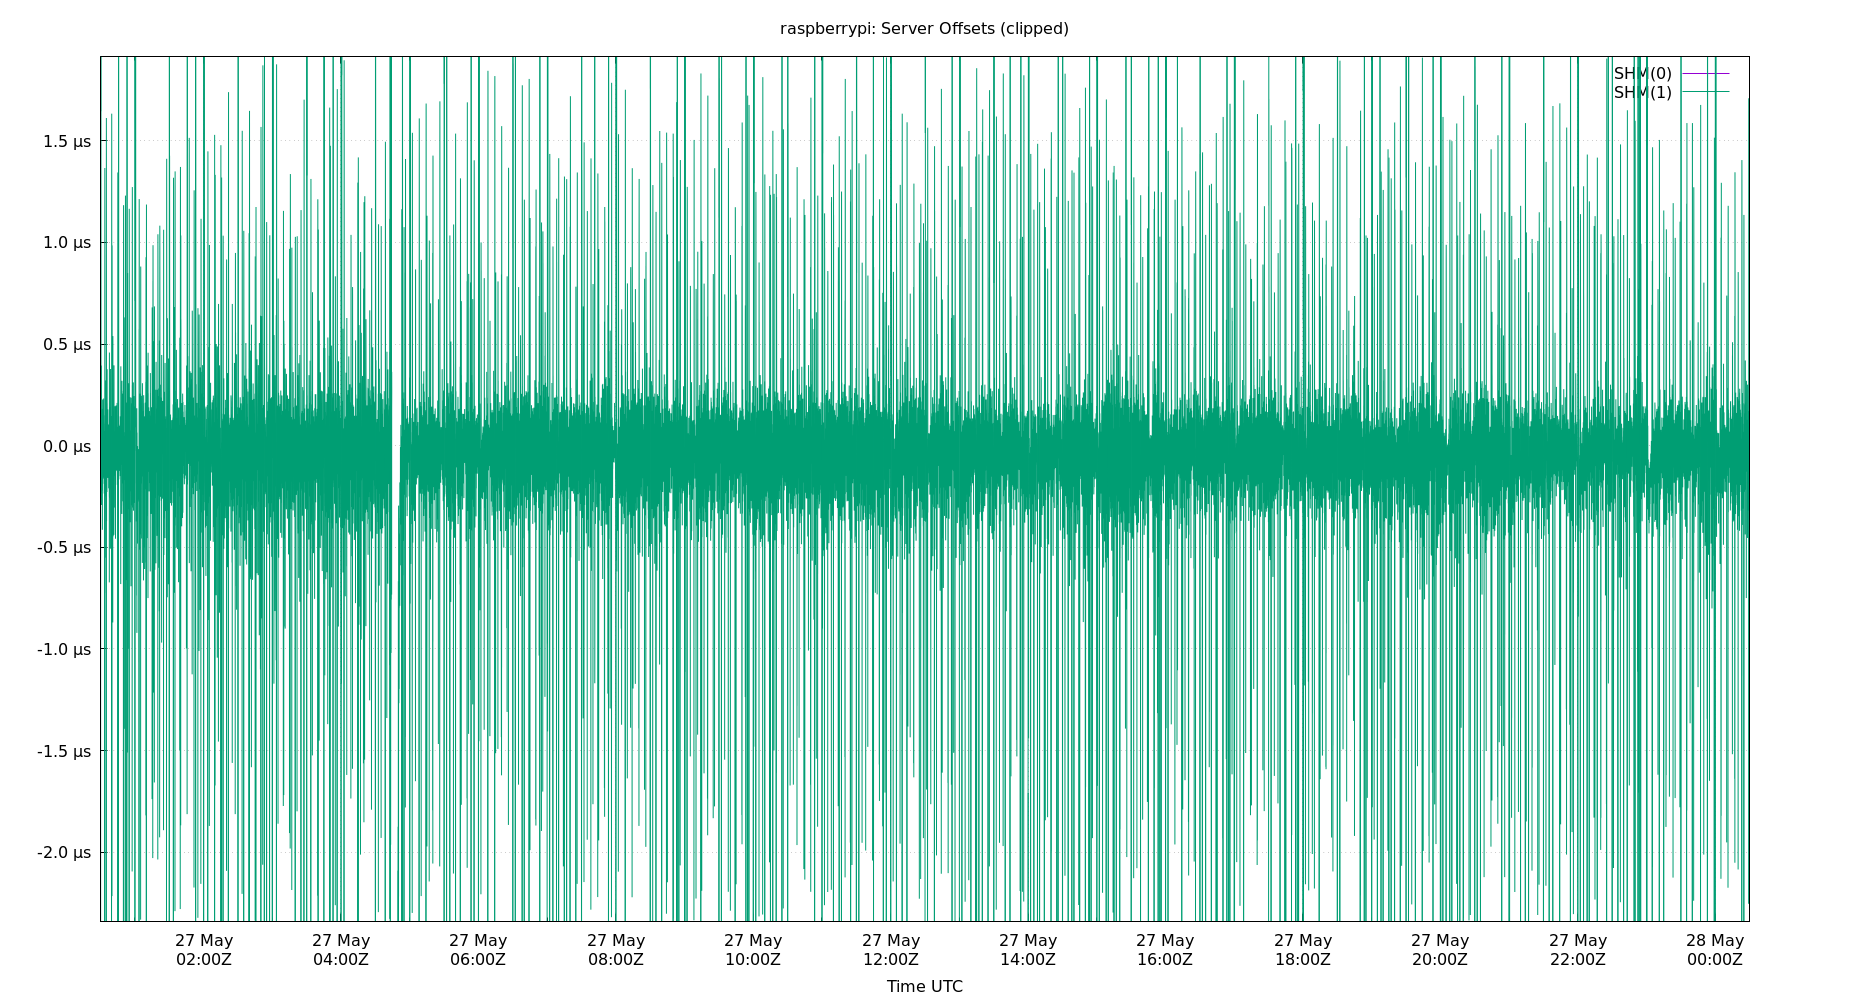 raspberrypi: Server Offsets (clipped)
SHM(0)
SHM(1)
1.5 µs
1.0 µs
0.5 µs
0.0 µs
-0.5 µs
-1.0 µs
-1.5 µs
-2.0 µs
27 May 27 May 27 May 27 May 27 May 27 May 27 May 27 May 27 May 27 May 27 May 28 May
02:00Z 04:00Z 06:00Z 08:00Z 10:00Z 12:00Z 14:00Z 16:00Z 18:00Z 20:00Z 22:00Z 00:00Z
Time UTC